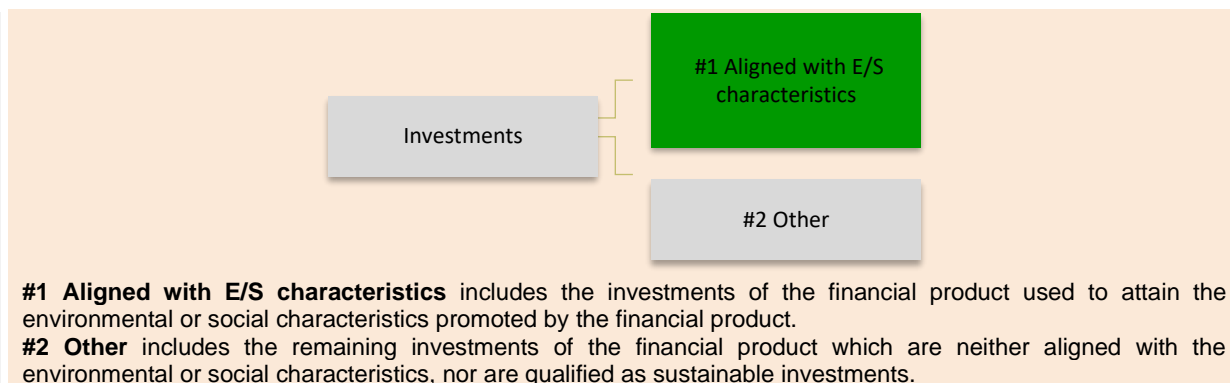 #1 Aligned with E/S
characteristics
Investments
#2 Other
#1 Aligned with E/S characteristics includes the investments of the financial product used to attain the
environmental or social characteristics promoted by the financial product.
#2 Other includes the remaining investments of the financial product which are neither aligned with the
environmental or social characteristics, nor are qualified as sustainable investments.